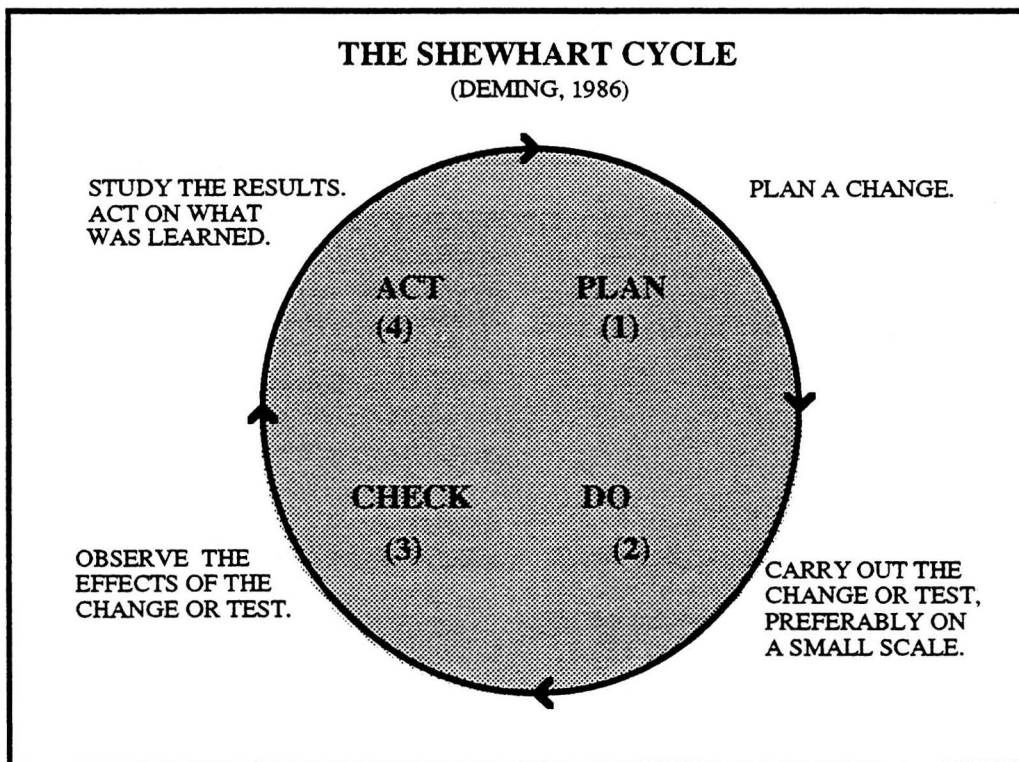 THE SHEWHART CYCLE
(DEMING, 1986)
STUDY THE RESULTS.
ACT ON WHAT
WAS LEARNED.
PLAN A CHANGE.
ACT
(4)
PLAN
(1)
CHECK
(3)
DO
(2)
OBSERVE THE
EFFECTS OF THE
CHANGE OR TEST.
CARRY OUT THE
CHANGE OR TEST,
PREFERABLY ON
A SMALL SCALE.